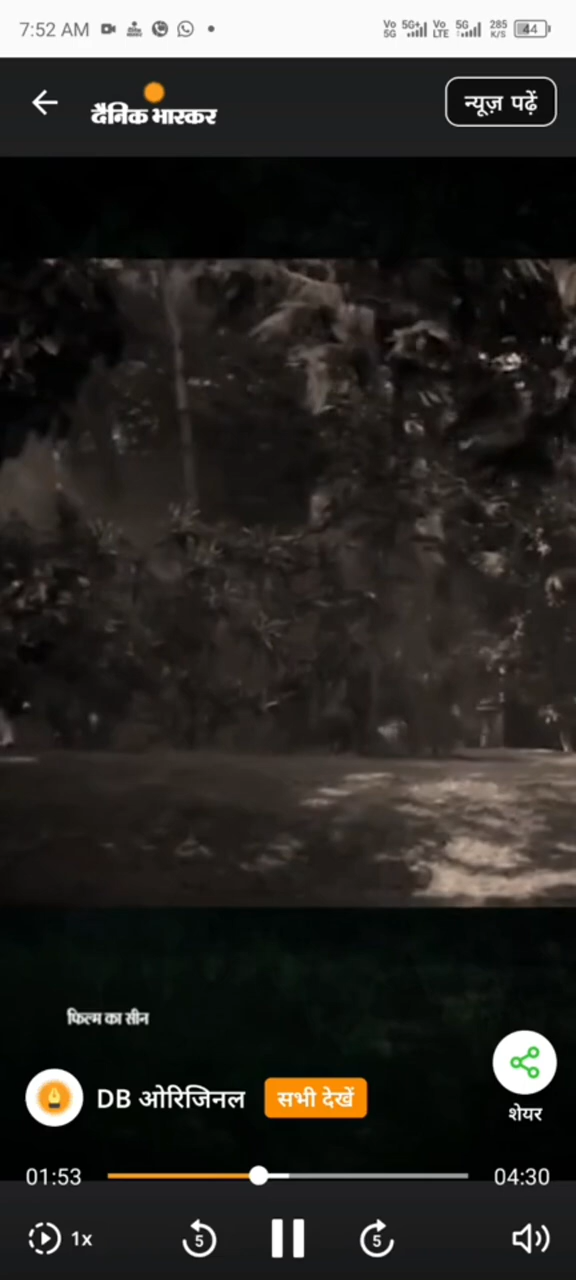 7:52 AM Vo 5G 5G+ Vo LTE 5G 285 K/S 44
दैनिक भास्कर
न्यूज़ पढ़ें
फिल्म का सीन
DB ओरिजिनल सभी देखें
शेयर
01:53 04:30
1x 5 5